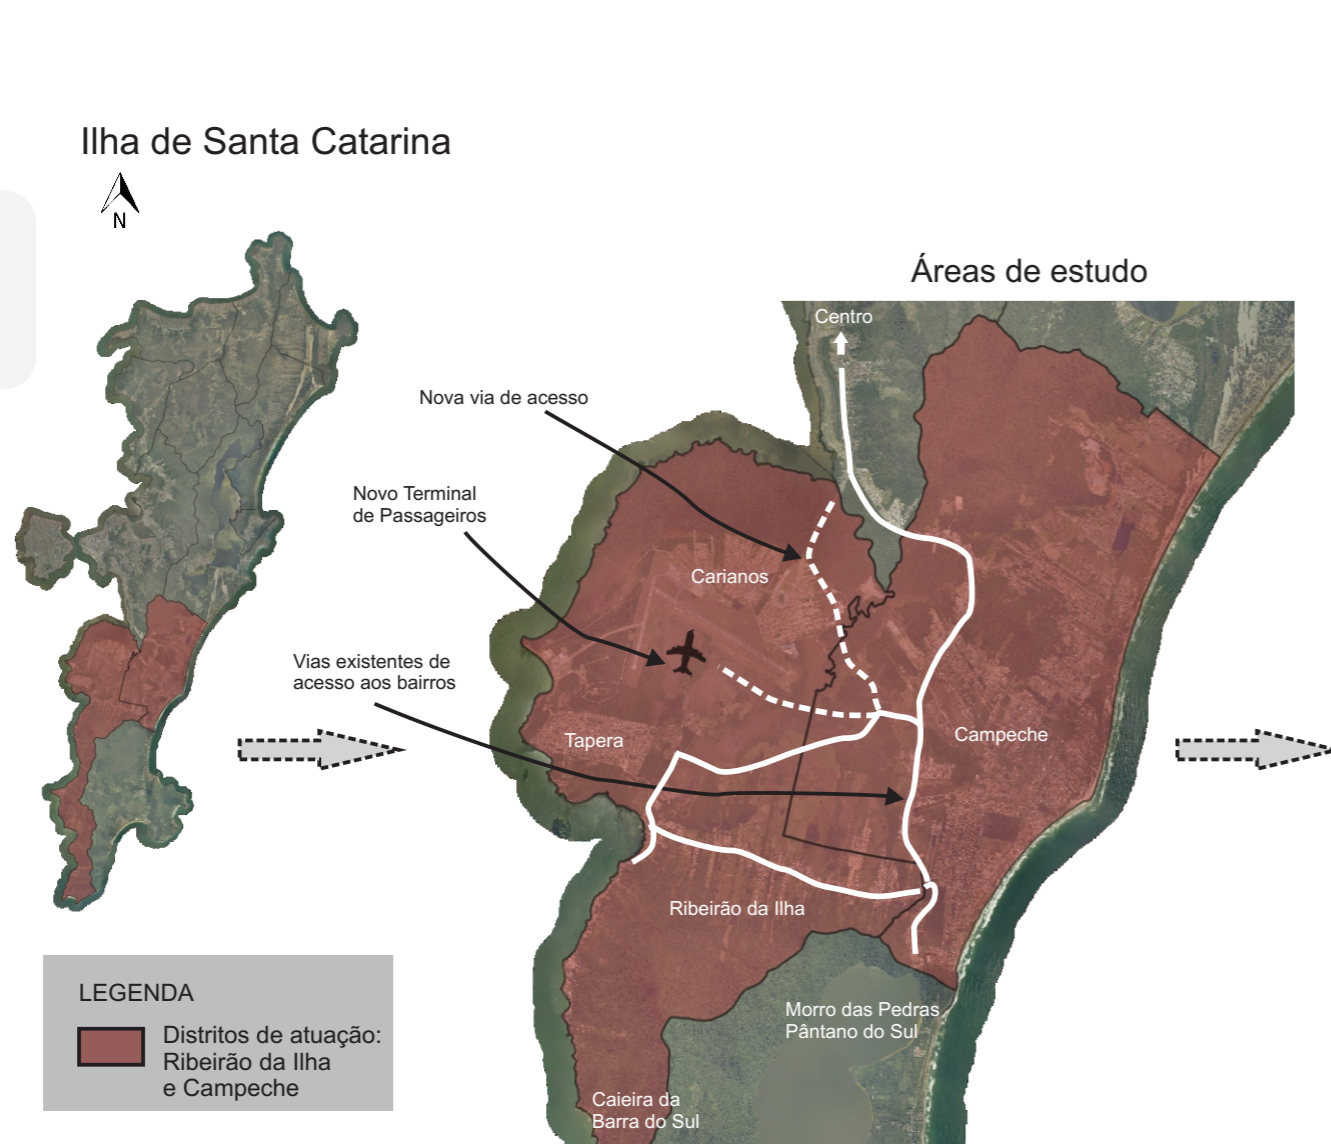 Ilha de Santa Catarina
N
Áreas de estudo
Centro
Nova via de acesso
Novo Terminal
de Passageiros
Carianos
Vias existentes de
acesso aos bairros
Tapera
Campeche
Ribeirão da Ilha
Morro das Pedras
Pântano do Sul
Caieira da
Barra do Sul
LEGENDA
Distritos de atuação:
Ribeirão da Ilha
e Campeche